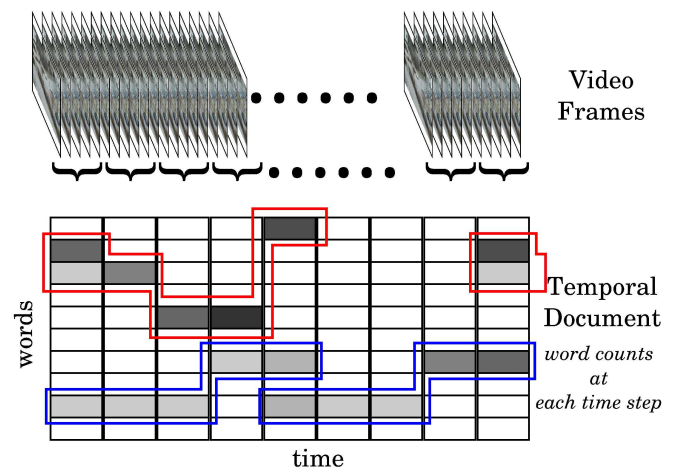 Video
Frames
words
Temporal
Document
word counts
at
each time step
time